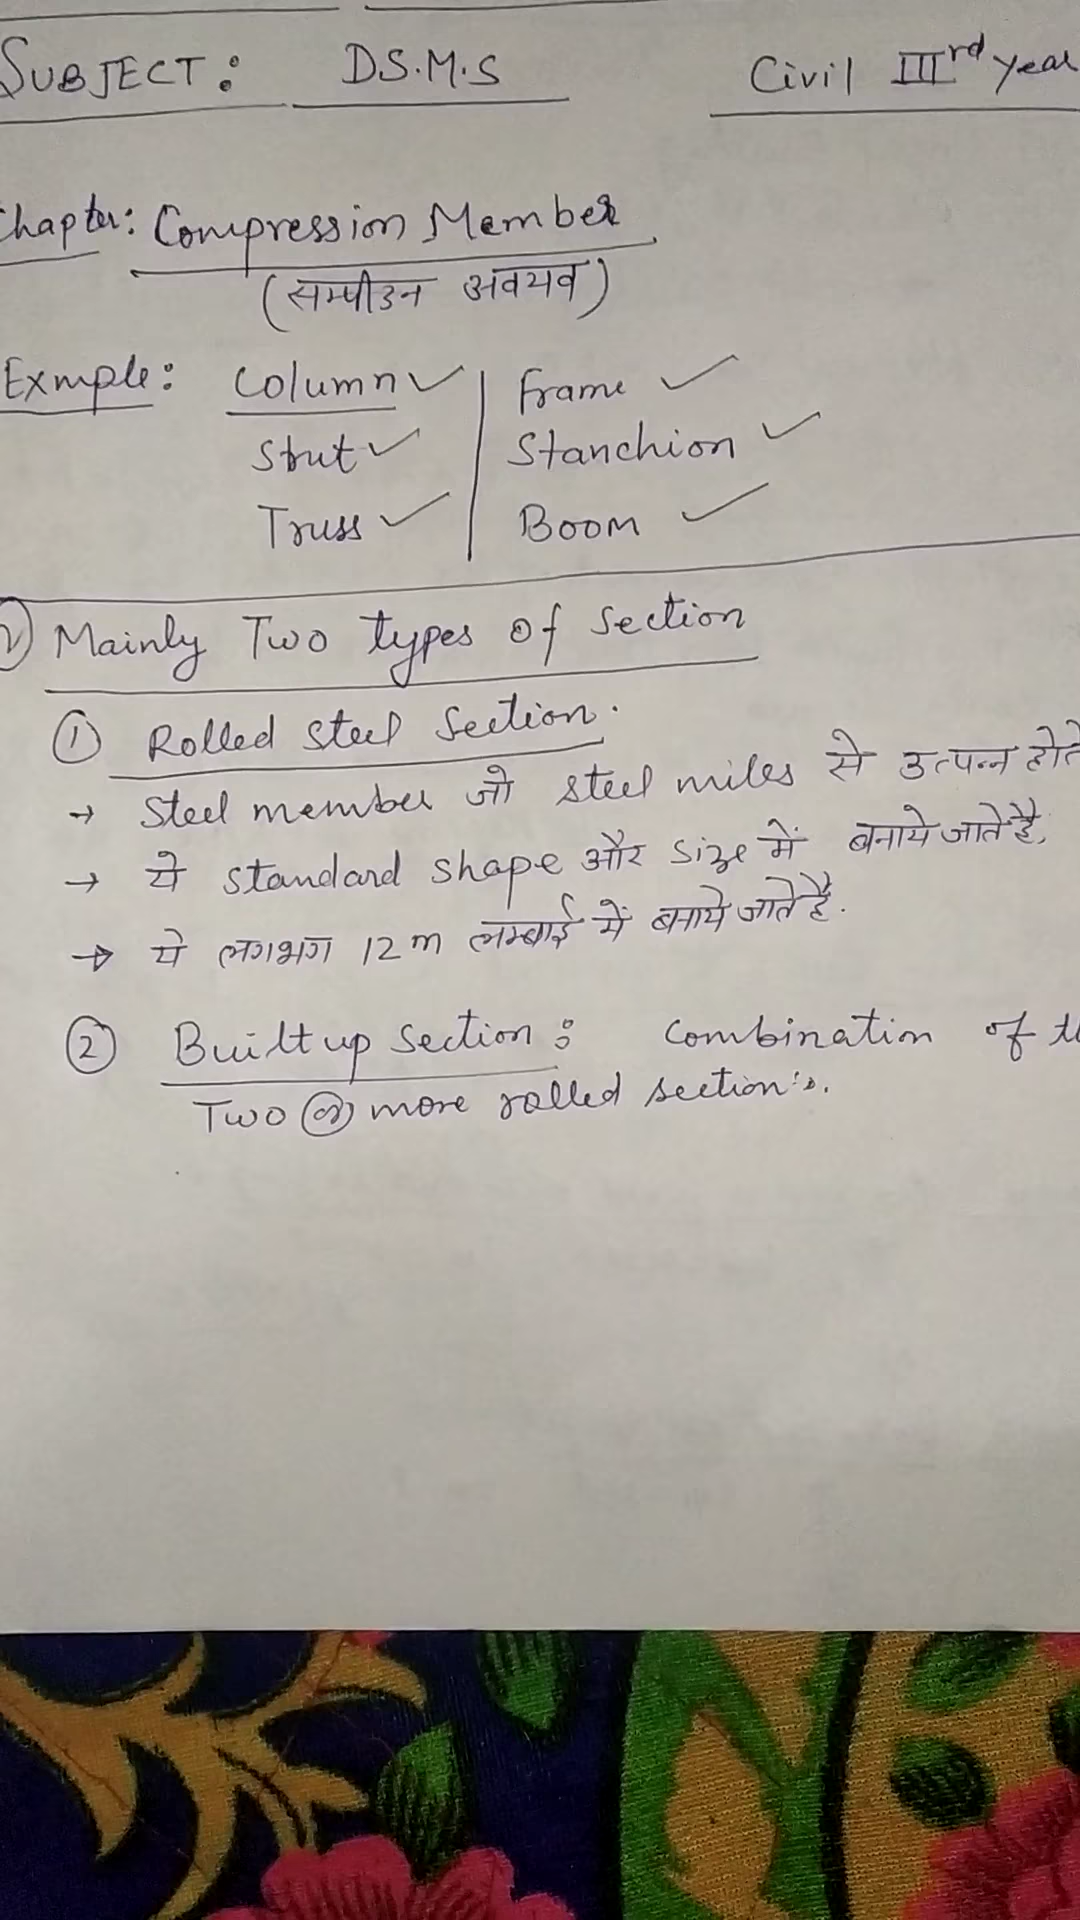 SUBJECT: D.S.M.S Civil IIIrd year
Chapter: Compression Member
(सम्पीडन अवयव)
Exmple: Column ✓ | Frame ✓
Strut ✓ | Stanchion ✓
Truss ✓ | Boom ✓
Mainly Two types of Section
① Rolled Steel Section.
→ Steel member जो steel miles से उत्पन्न होते
→ ये standard shape और size में बनाये जाते है.
→ ये लगभग 12m लम्बाई में बनाये जाते है.
② Built up Section: Combination of
Two or more rolled section's.